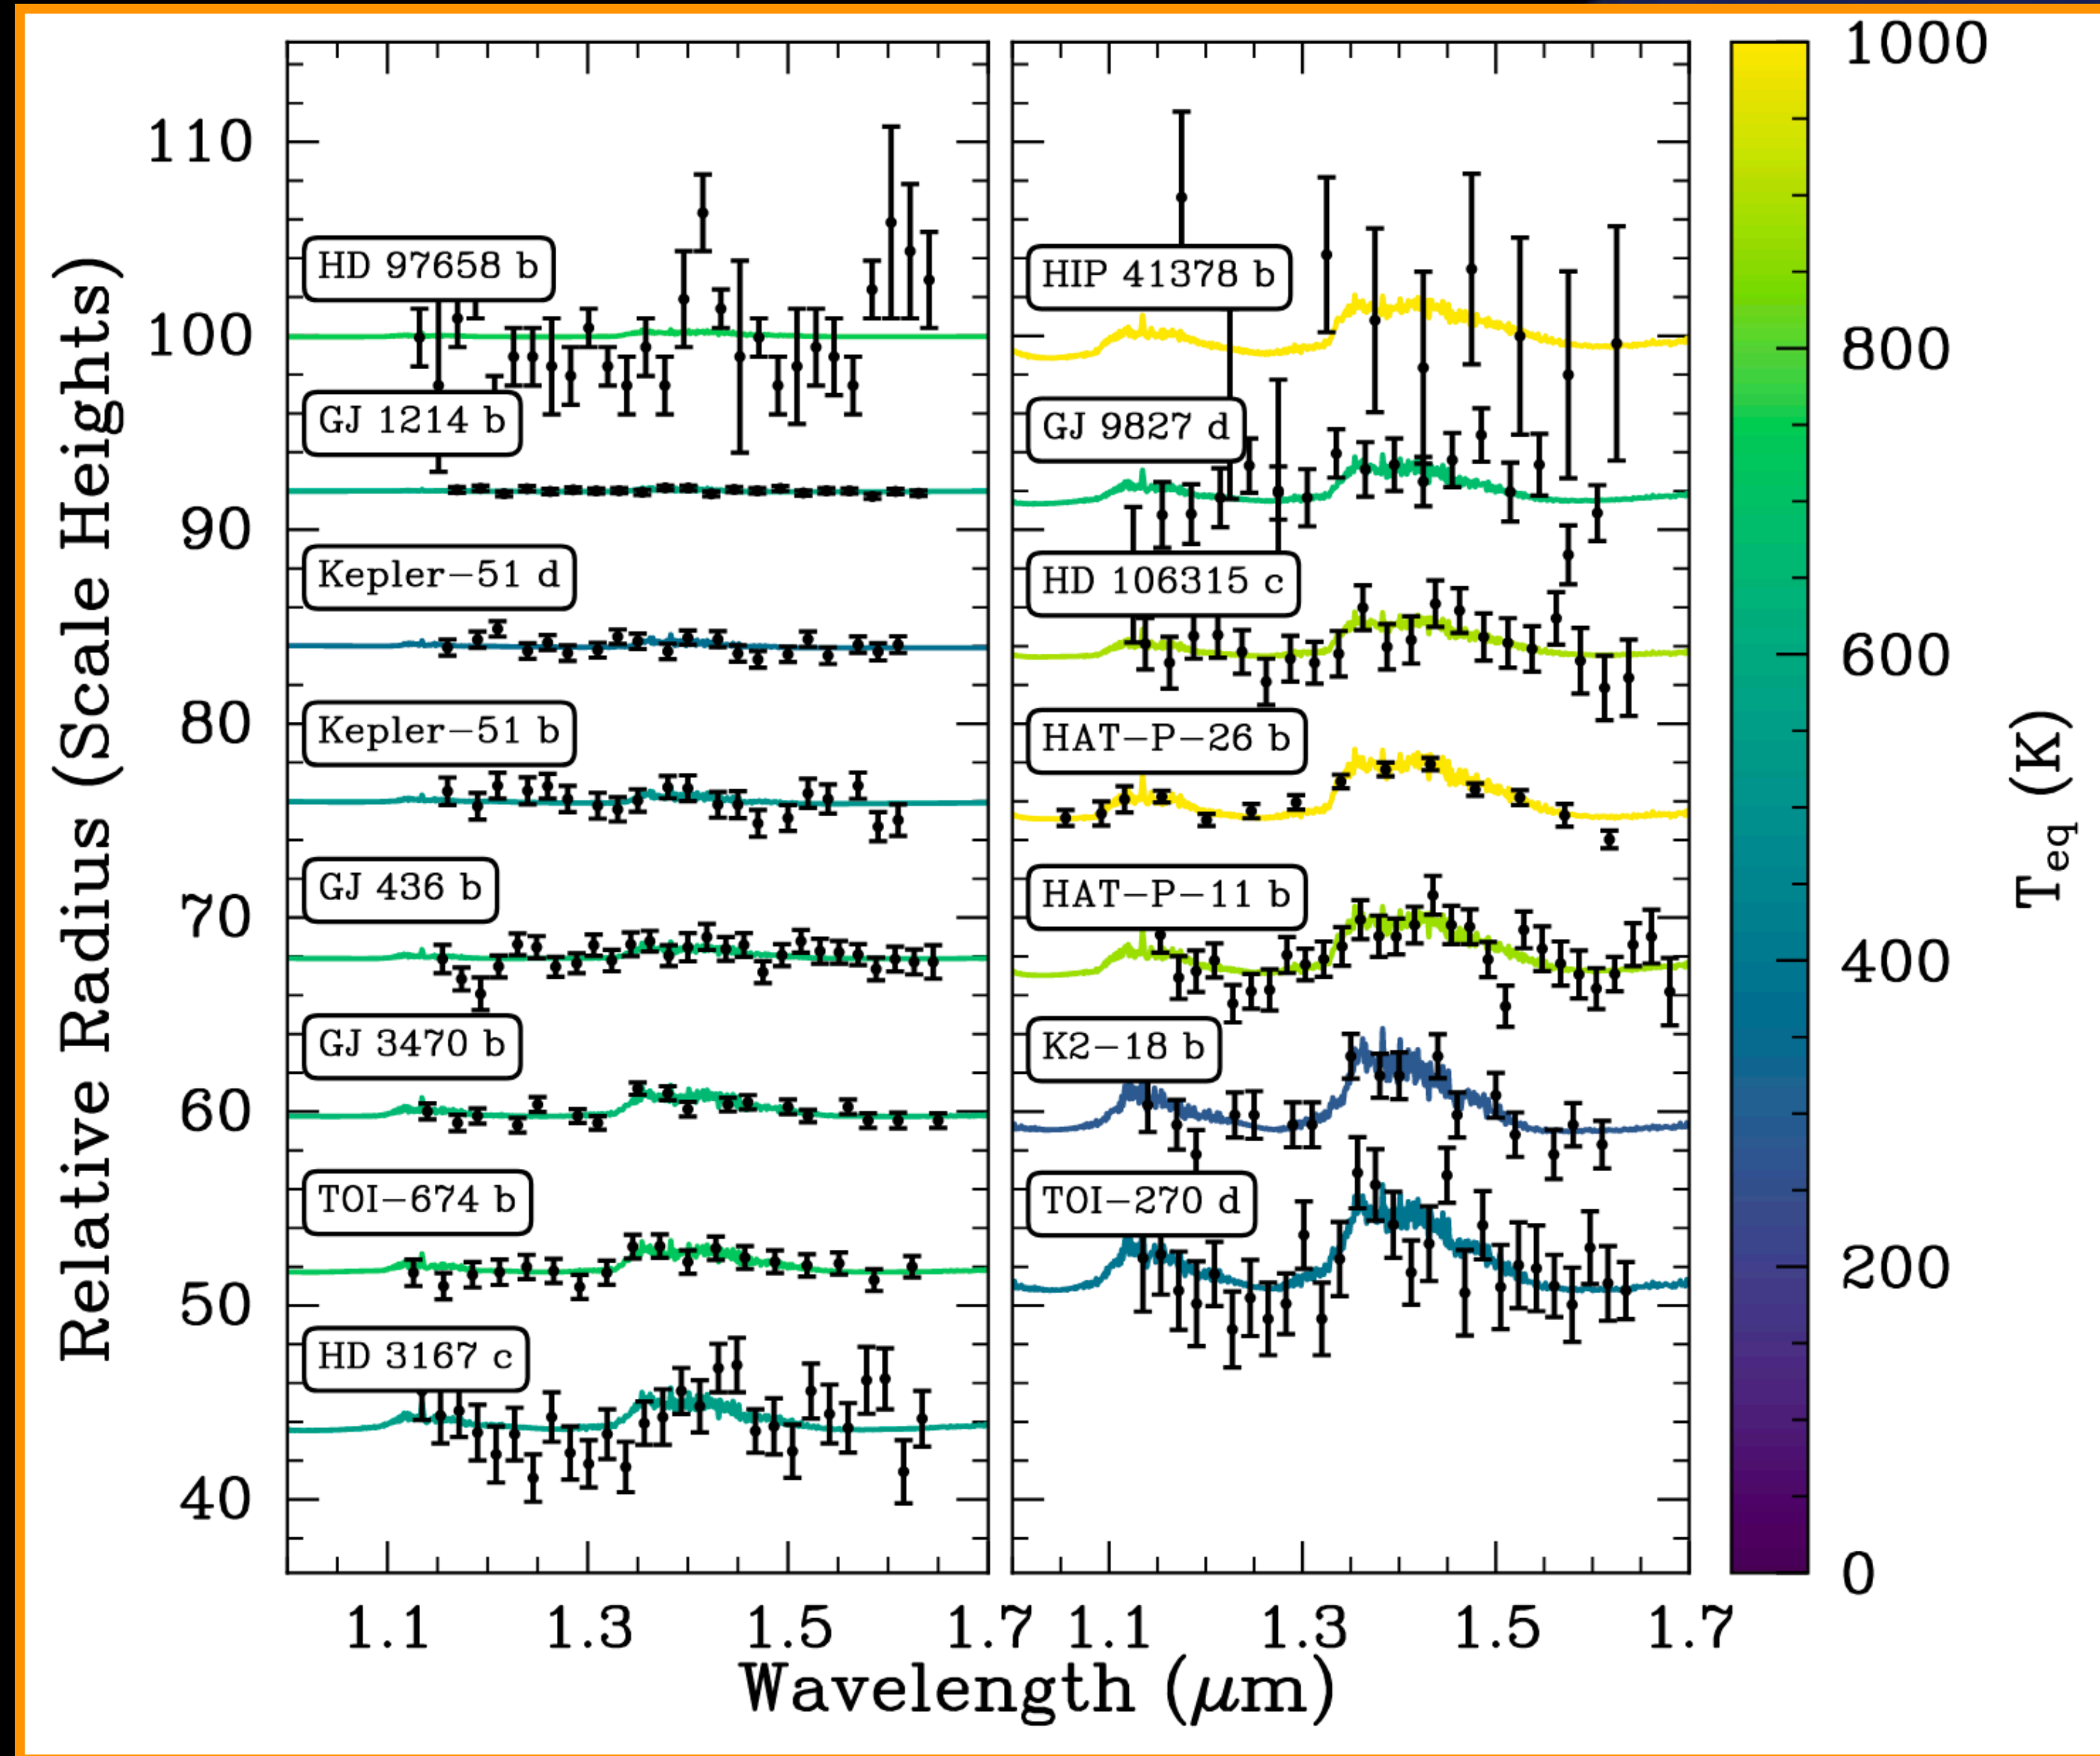 Relative Radius (Scale Heights)
110
100
90
80
70
60
50
40
HD 97658 b
GJ 1214 b
Kepler-51 d
Kepler-51 b
GJ 436 b
GJ 3470 b
TOI-674 b
HD 3167 c
HIP 41378 b
GJ 9827 d
HD 106315 c
HAT-P-26 b
HAT-P-11 b
K2-18 b
TOI-270 d
1.1 1.3 1.5 1.7 1.1 1.3 1.5 1.7
Wavelength (μm)
1000
800
600
400
200
0
Teq (K)